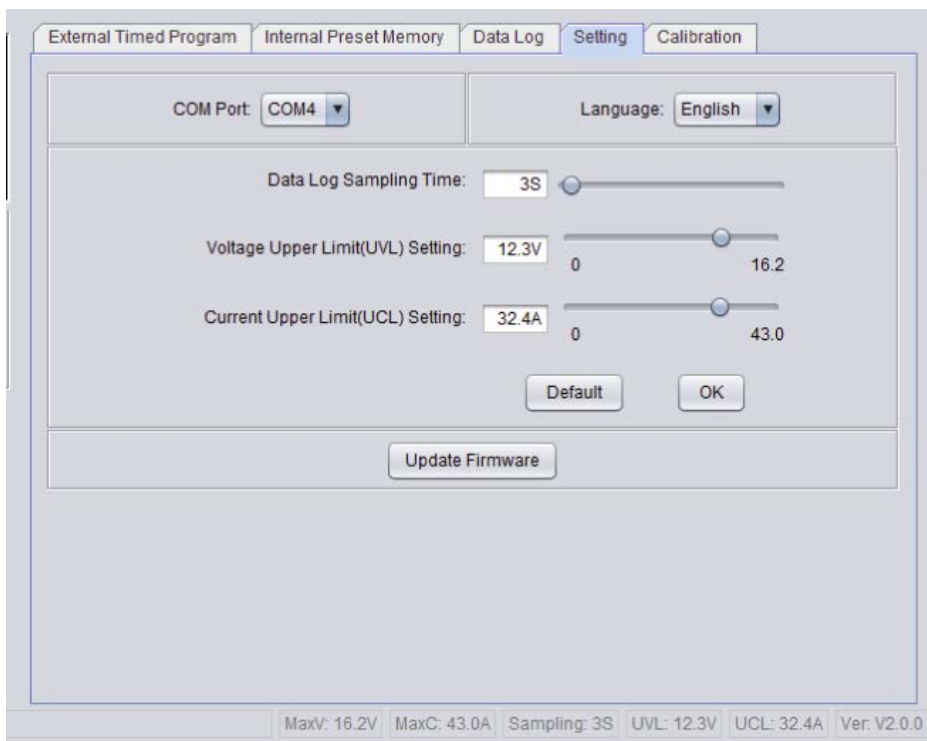 External Timed Program Internal Preset Memory Data Log Setting Calibration
COM Port: COM4 Language: English
Data Log Sampling Time: 3S
Voltage Upper Limit(UVL) Setting: 12.3V
0 16.2
Current Upper Limit(UCL) Setting: 32.4A
0 43.0
Default OK
Update Firmware
MaxV: 16.2V MaxC: 43.0A Sampling: 3S UVL: 12.3V UCL: 32.4A Ver: V2.0.0